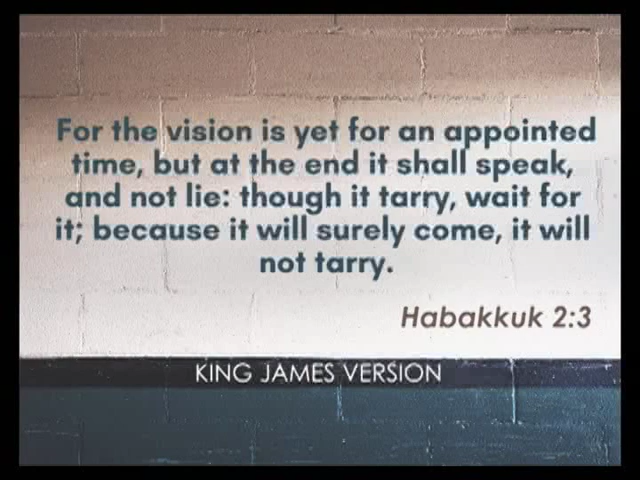 For the vision is yet for an appointed
time, but at the end it shall speak,
and not lie: though it tarry, wait for
it; because it will surely come, it will
not tarry.
Habakkuk 2:3
KING JAMES VERSION